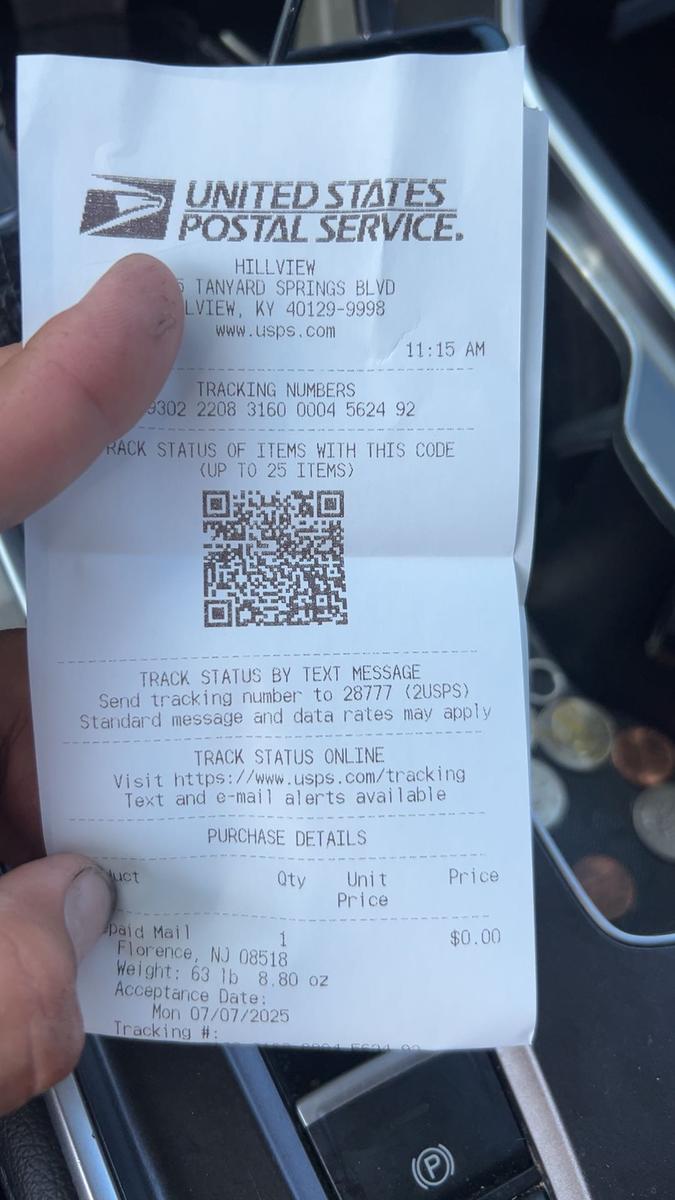 UNITED STATES
POSTAL SERVICE.
HILLVIEW
TANYARD SPRINGS BLVD
LVIEW, KY 40129-9998
www.usps.com
11:15 AM
TRACKING NUMBERS
9302 2208 3160 0004 5624 92
RACK STATUS OF ITEMS WITH THIS CODE
(UP TO 25 ITEMS)
TRACK STATUS BY TEXT MESSAGE
Send tracking number to 28777 (2USPS)
Standard message and data rates may apply
TRACK STATUS ONLINE
Visit https://www.usps.com/tracking
Text and e-mail alerts available
PURCHASE DETAILS
uct Qty Unit Price
Price
paid Mail 1 $0.00
Florence, NJ 08518
Weight: 63 lb 8.80 oz
Acceptance Date:
Mon 07/07/2025
Tracking #:
P